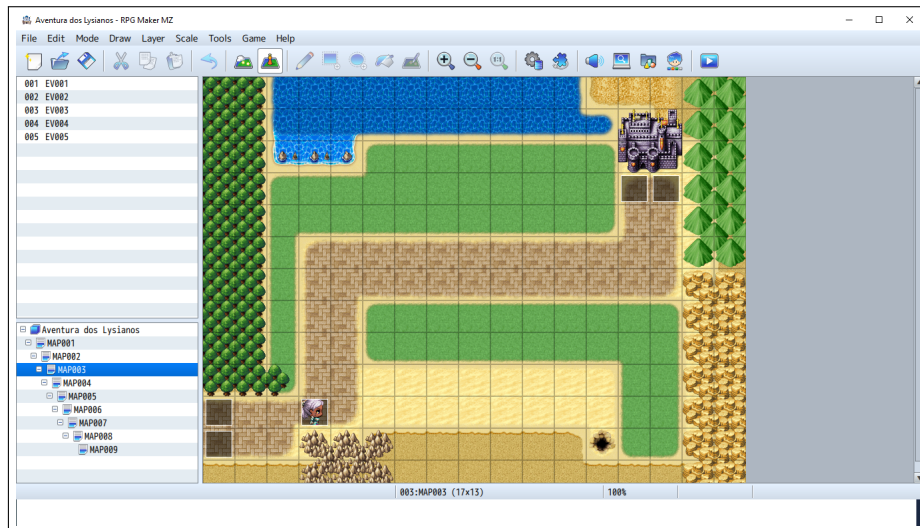 Aventura dos Lysianos - RPG Maker MZ
File Edit Mode Draw Layer Scale Tools Game Help
1:1
001 EV001
002 EV002
003 EV003
004 EV004
005 EV005
Aventura dos Lysianos
MAP001
MAP002
MAP003
MAP004
MAP005
MAP006
MAP007
MAP008
MAP009
003:MAP003 (17x13) 100%